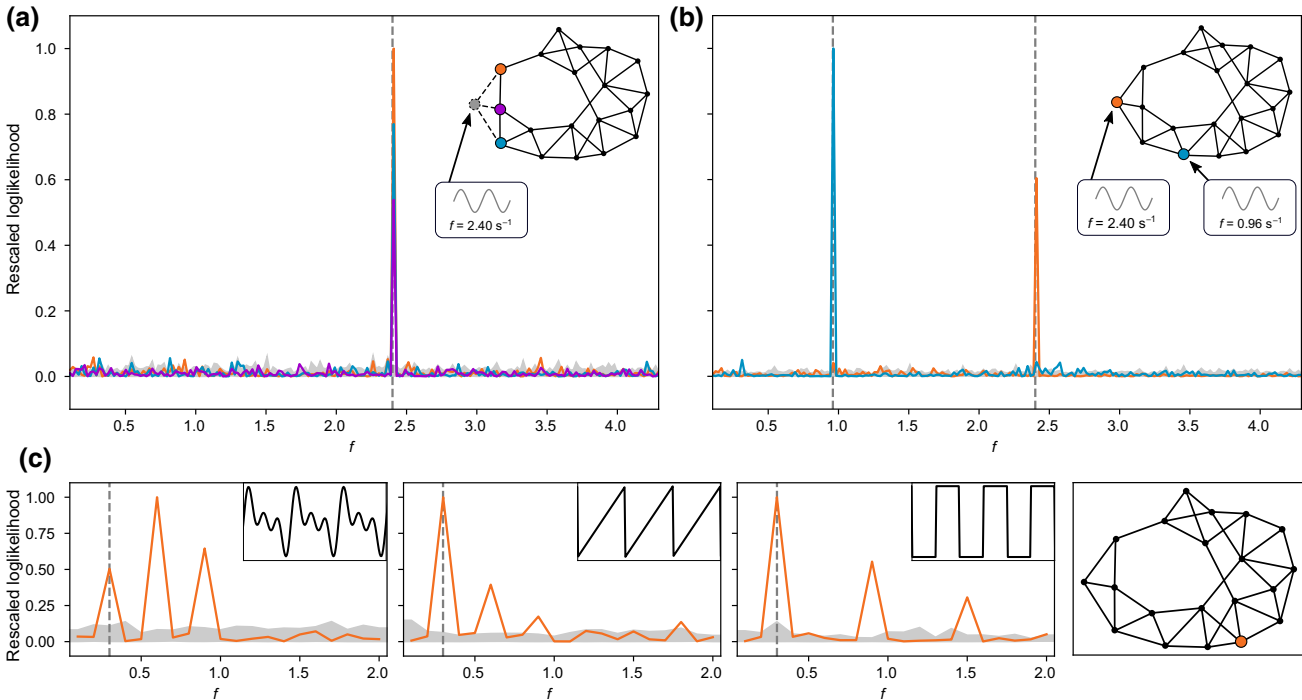 (a)
Rescaled loglikelihood
1.0
0.8
0.6
0.4
0.2
0.0
0.5 1.0 1.5 2.0 2.5 3.0 3.5 4.0
f
f = 2.40 s⁻¹
(b)
0.5 1.0 1.5 2.0 2.5 3.0 3.5 4.0
f
f = 2.40 s⁻¹
f = 0.96 s⁻¹
(c)
Rescaled loglikelihood
1.00
0.75
0.50
0.25
0.00
0.5 1.0 1.5 2.0
f
0.5 1.0 1.5 2.0
f
0.5 1.0 1.5 2.0
f